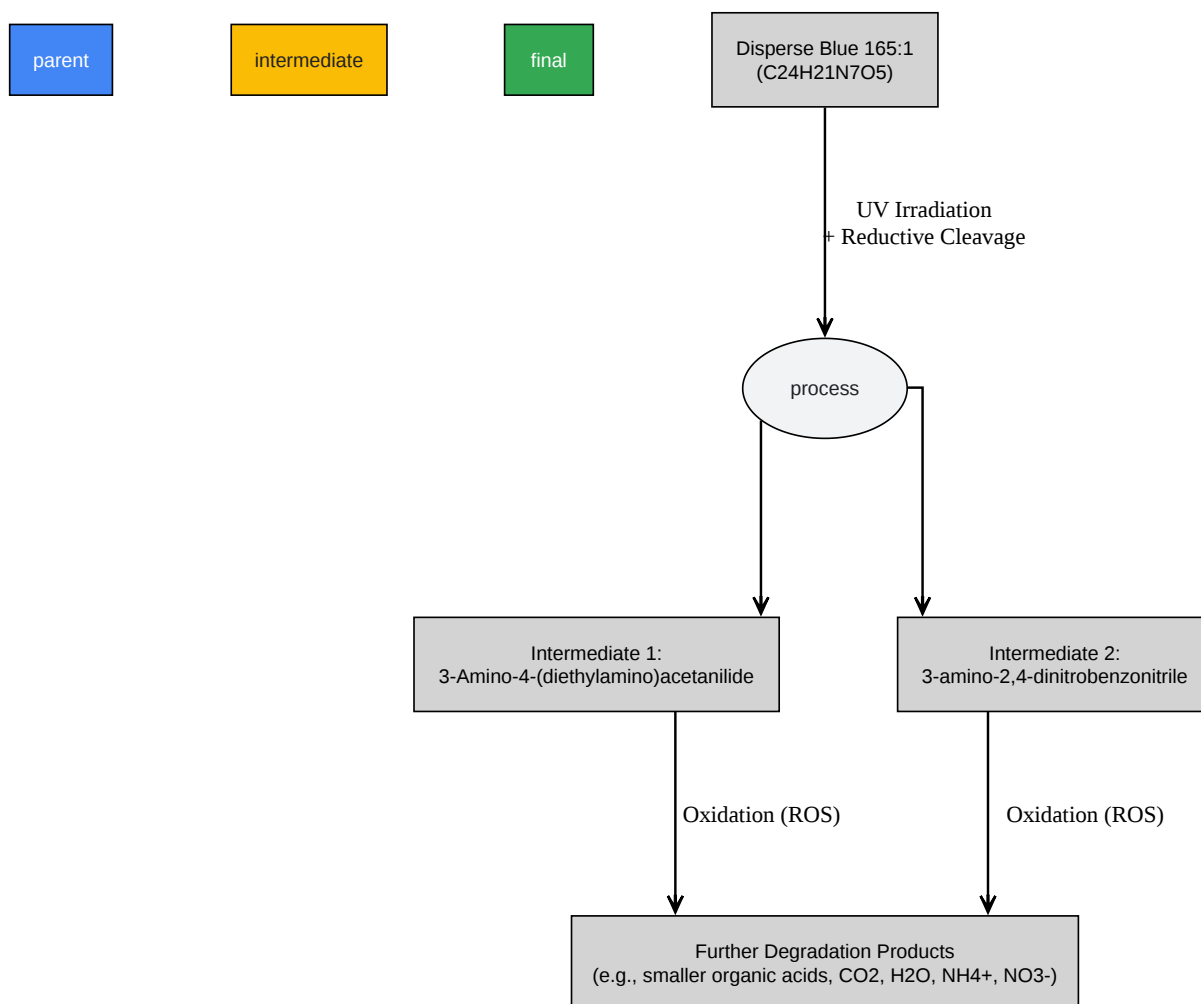 parent
intermediate
final
Disperse Blue 165:1
(C24H21N7O5)
UV Irradiation
+ Reductive Cleavage
process
Intermediate 1:
3-Amino-4-(diethylamino)acetanilide
Intermediate 2:
3-amino-2,4-dinitrobenzonitrile
Oxidation (ROS)
Oxidation (ROS)
Further Degradation Products
(e.g., smaller organic acids, CO2, H2O, NH4+, NO3-)